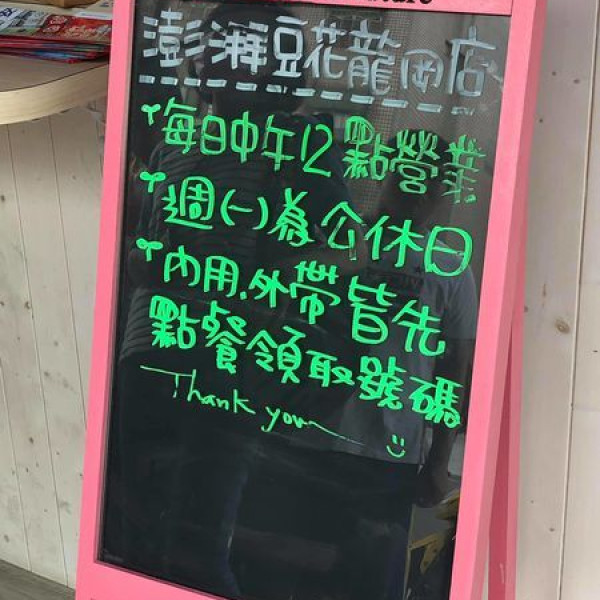 澎湃豆花龍岡店
每日中午12點營業
週(一)為公休日
內用.外帶皆先
點餐領取號碼
Thank you